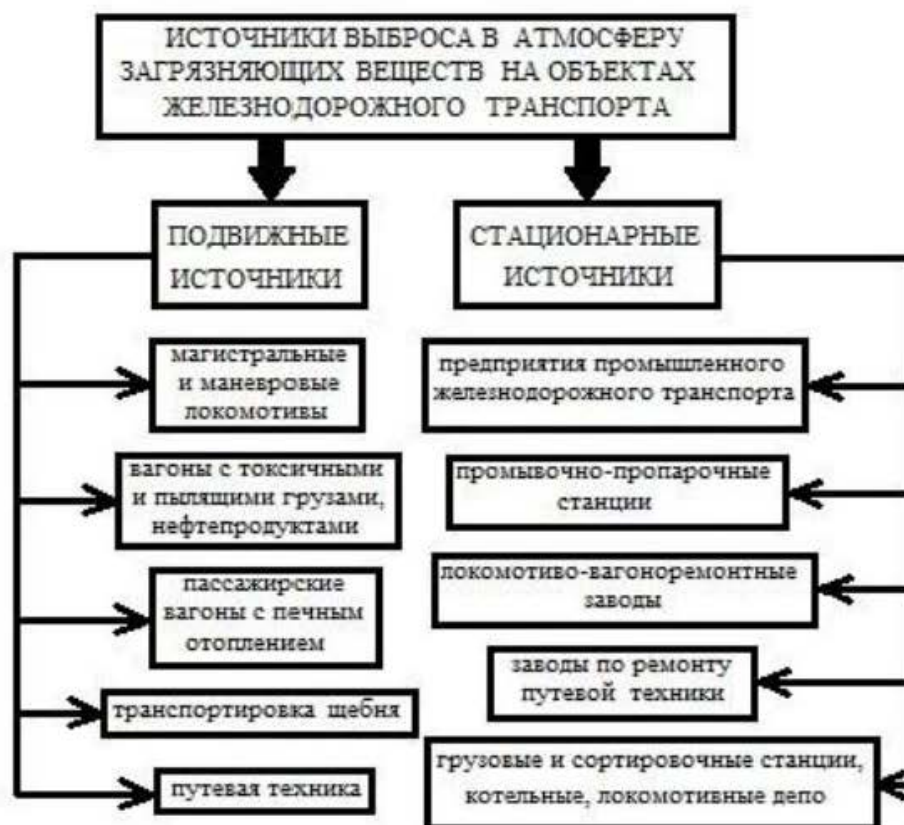 ИСТОЧНИКИ ВЫБРОСА В АТМОСФЕРУ
ЗАГРЯЗНЯЮЩИХ ВЕЩЕСТВ НА ОБЪЕКТАХ
ЖЕЛЕЗНОДОРОЖНОГО ТРАНСПОРТА
ПОДВИЖНЫЕ
ИСТОЧНИКИ
магистральные
и маневровые
локомотивы
вагоны с токсичными
и пылящими грузами,
нефтепродуктами
пассажирские
вагоны с печным
отоплением
транспортировка щебня
путевая техника
СТАЦИОНАРНЫЕ
ИСТОЧНИКИ
предприятия промышленного
железнодорожного транспорта
промывочно-пропарочные
станции
локомотиво-вагоноремонтные
заводы
заводы по ремонту
путевой техники
грузовые и сортировочные станции,
котельные, локомотивные депо